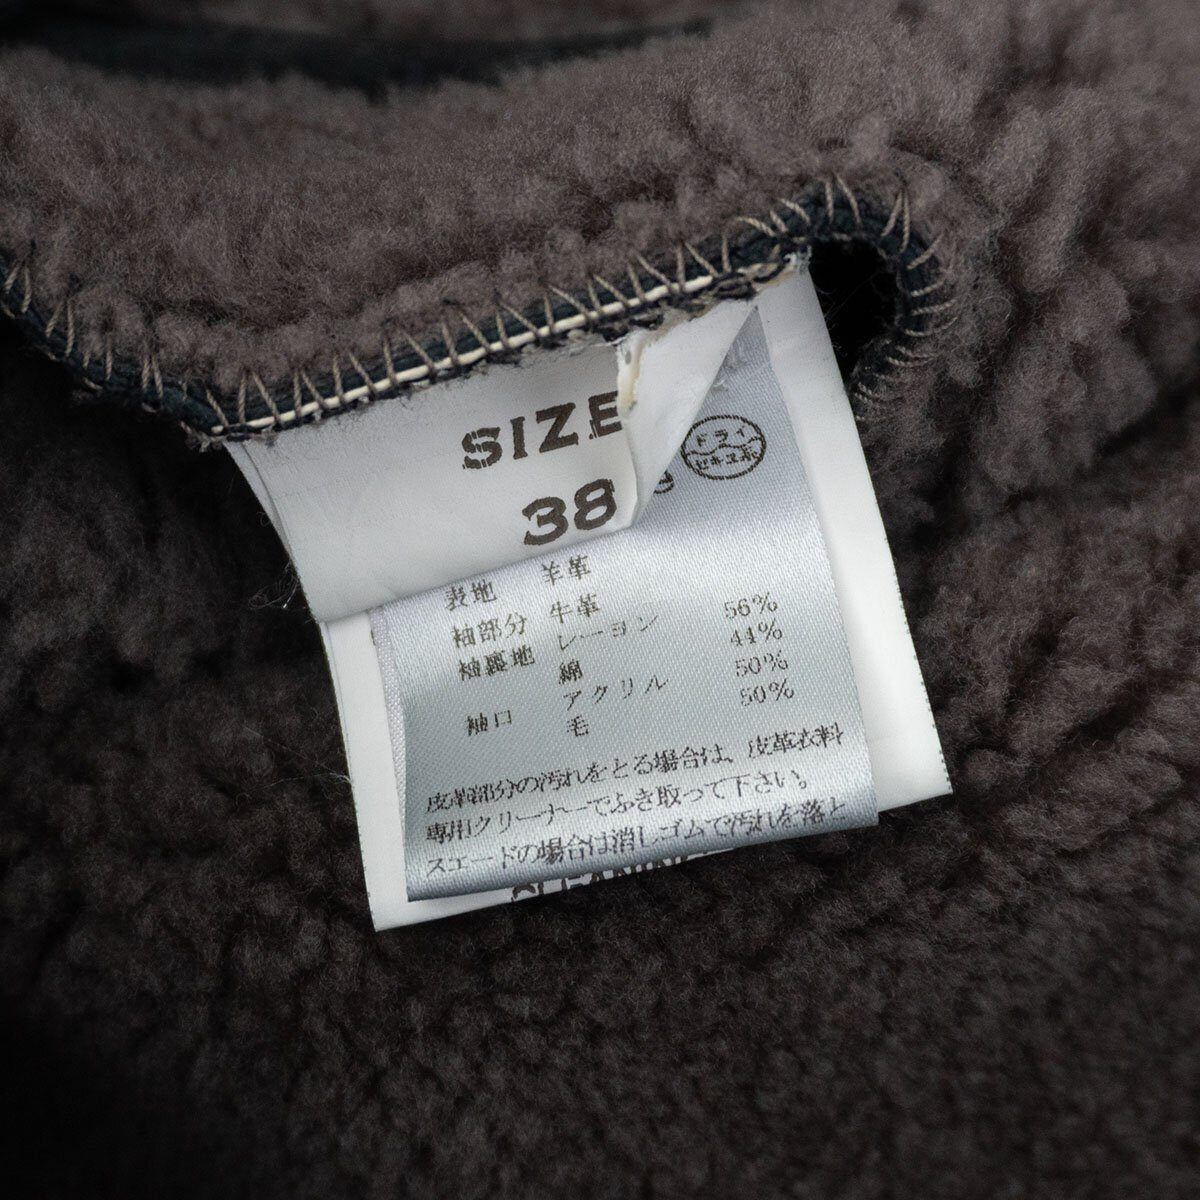 SIZE
38
ドライ
セキユ系
表地 羊革
袖部分 牛革
袖裏地 レーヨン 56%
綿 44%
袖口 アクリル 50%
毛 50%
皮革部分の汚れをとる場合は、皮革衣料
専用クリーナーでふき取って下さい。
スエードの場合は消しゴムで汚れを落と